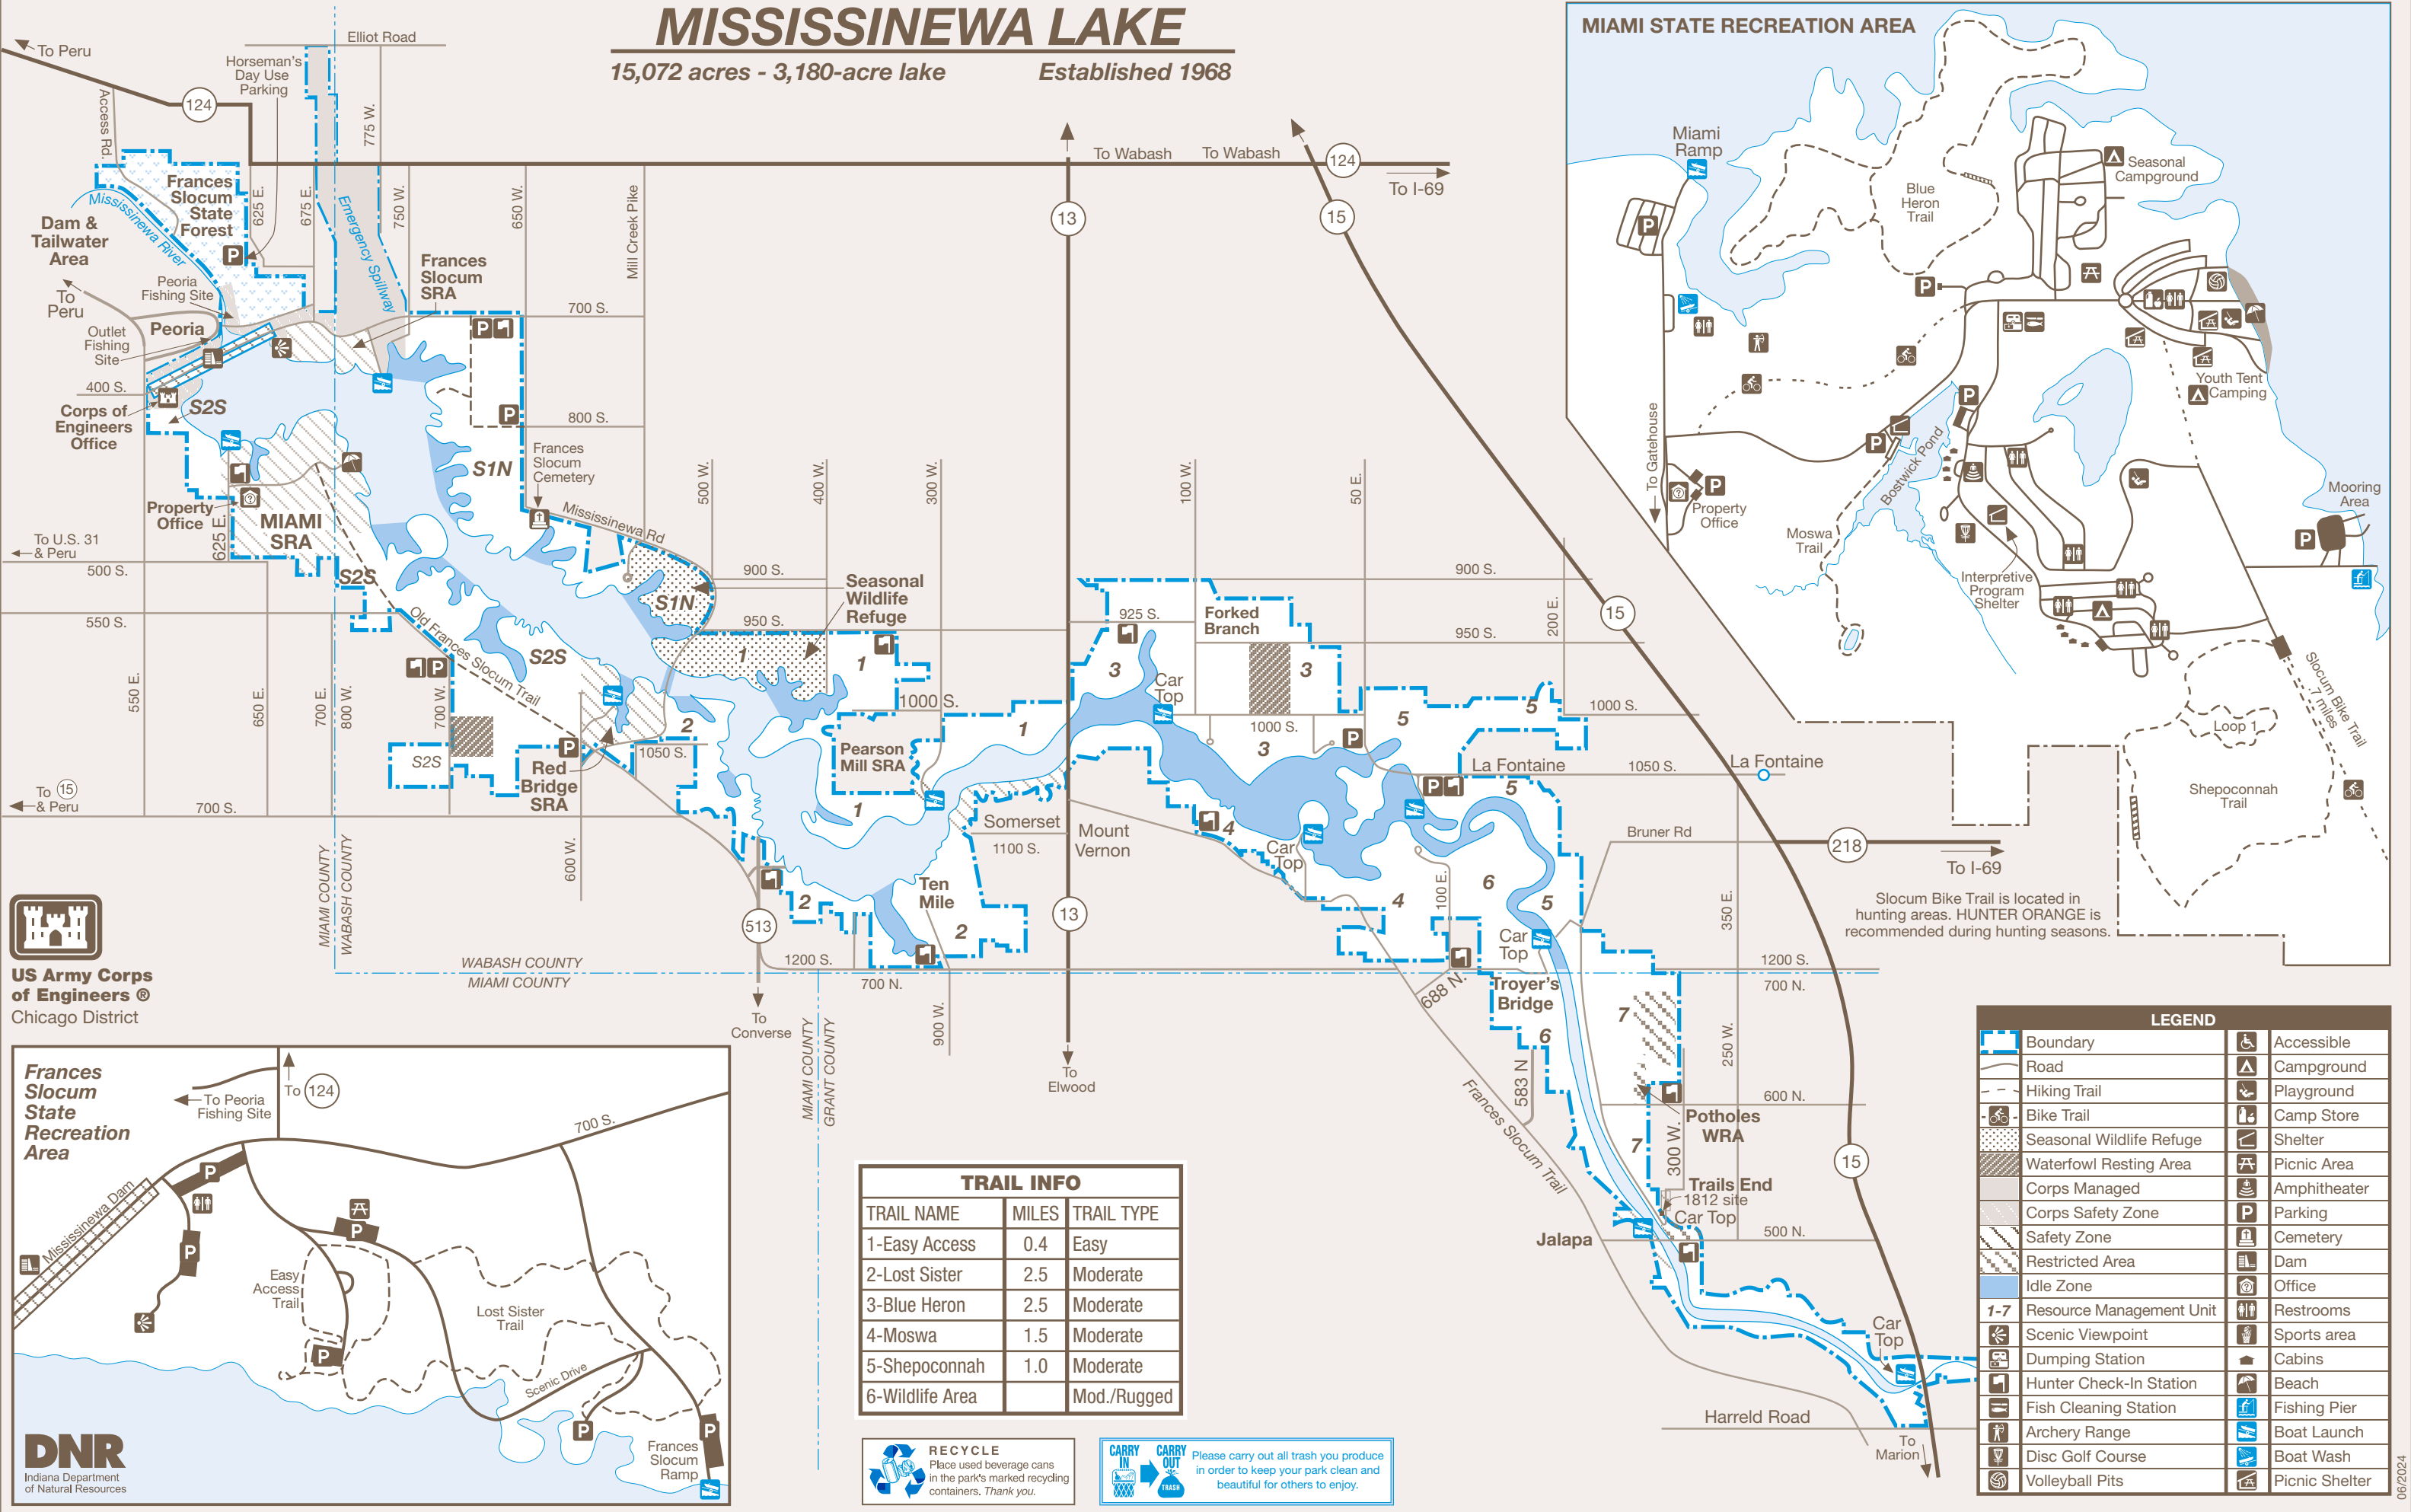 MISSISSINEWA LAKE
15,072 acres - 3,180-acre lake
Established 1968
To Peru
Elliot Road
Horseman's
Day Use
Parking
124
Access Rd.
775 W.
Frances
Slocum
State
Forest
625 E.
675 E.
Emergency Spillway
750 W.
650 W.
Mill Creek Pike
Mississinewa River
Dam &
Tailwater
Area
P
Peoria
Fishing Site
To
Peru
Peoria
Outlet
Fishing
Site
Frances
Slocum
SRA
700 S.
P
400 S.
S2S
Corps of
Engineers
Office
P
800 S.
S1N
Frances
Slocum
Cemetery
Property
Office
625 E.
MIAMI
SRA
To U.S. 31
& Peru
500 S.
550 S.
S2S
Mississinewa Rd
500 W.
400 W.
300 W.
900 S.
S1N
Seasonal
Wildlife
Refuge
950 S.
1
1
Old Frances Slocum Trail
S2S
P
550 E.
650 E.
700 E.
800 W.
700 W.
S2S
P
Red
Bridge
SRA
1050 S.
2
1000 S.
Pearson
Mill SRA
1
1
To 15
& Peru
700 S.
600 W.
MIAMI COUNTY
WABASH COUNTY
Somerset
1100 S.
Mount
Vernon
Ten
Mile
2
2
513
1200 S.
WABASH COUNTY
MIAMI COUNTY
700 N.
900 W.
To
Converse
MIAMI COUNTY
GRANT COUNTY
13
To
Elwood
To Wabash
To Wabash
124
To I-69
13
15
100 W.
50 E.
900 S.
925 S.
Forked
Branch
950 S.
200 E.
15
3
3
Car
Top
1000 S.
1000 S.
3
P
5
5
La Fontaine
1050 S.
La Fontaine
P
5
4
Car
Top
Bruner Rd
218
To I-69
100 E.
6
4
5
350 E.
Car
Top
1200 S.
700 N.
688 N.
Troyer's
Bridge
7
6
583 N
250 W.
600 N.
Potholes
WRA
7
300 W.
15
Frances Slocum Trail
Trails End
1812 site
Car Top
Jalapa
500 N.
Car
Top
Harreld Road
To
Marion
MIAMI STATE RECREATION AREA
Miami
Ramp
P
Blue
Heron
Trail
Seasonal
Campground
P
Youth Tent
Camping
To Gatehouse
P
P
Bostwick Pond
P
Property
Office
Moswa
Trail
Interpretive
Program
Shelter
Mooring
Area
P
Slocum Bike Trail
.7 miles
Loop 1
Shepoconnah
Trail
Slocum Bike Trail is located in
hunting areas. HUNTER ORANGE is
recommended during hunting seasons.
US Army Corps
of Engineers ®
Chicago District
Frances
Slocum
State
Recreation
Area
To 124
To Peoria
Fishing Site
700 S.
Mississinewa Dam
P
P
P
Easy
Access
Trail
Lost Sister
Trail
P
Scenic Drive
P
P
Frances
Slocum
Ramp
DNR
Indiana Department
of Natural Resources
TRAIL INFO
TRAIL NAME MILES TRAIL TYPE
1-Easy Access 0.4 Easy
2-Lost Sister 2.5 Moderate
3-Blue Heron 2.5 Moderate
4-Moswa 1.5 Moderate
5-Shepoconnah 1.0 Moderate
6-Wildlife Area Mod./Rugged
RECYCLE
Place used beverage cans
in the park's marked recycling
containers. Thank you.
CARRY
IN
CARRY
OUT
TRASH
Please carry out all trash you produce
in order to keep your park clean and
beautiful for others to enjoy.
LEGEND
Boundary
Accessible
Road
Campground
Hiking Trail
Playground
Bike Trail
Camp Store
Seasonal Wildlife Refuge
Shelter
Waterfowl Resting Area
Picnic Area
Corps Managed
Amphitheater
Corps Safety Zone
P Parking
Safety Zone
Cemetery
Restricted Area
Dam
Idle Zone
Office
1-7 Resource Management Unit
Restrooms
Scenic Viewpoint
Sports area
Dumping Station
Cabins
Hunter Check-In Station
Beach
Fish Cleaning Station
Fishing Pier
Archery Range
Boat Launch
Disc Golf Course
Boat Wash
Volleyball Pits
Picnic Shelter
06/2024